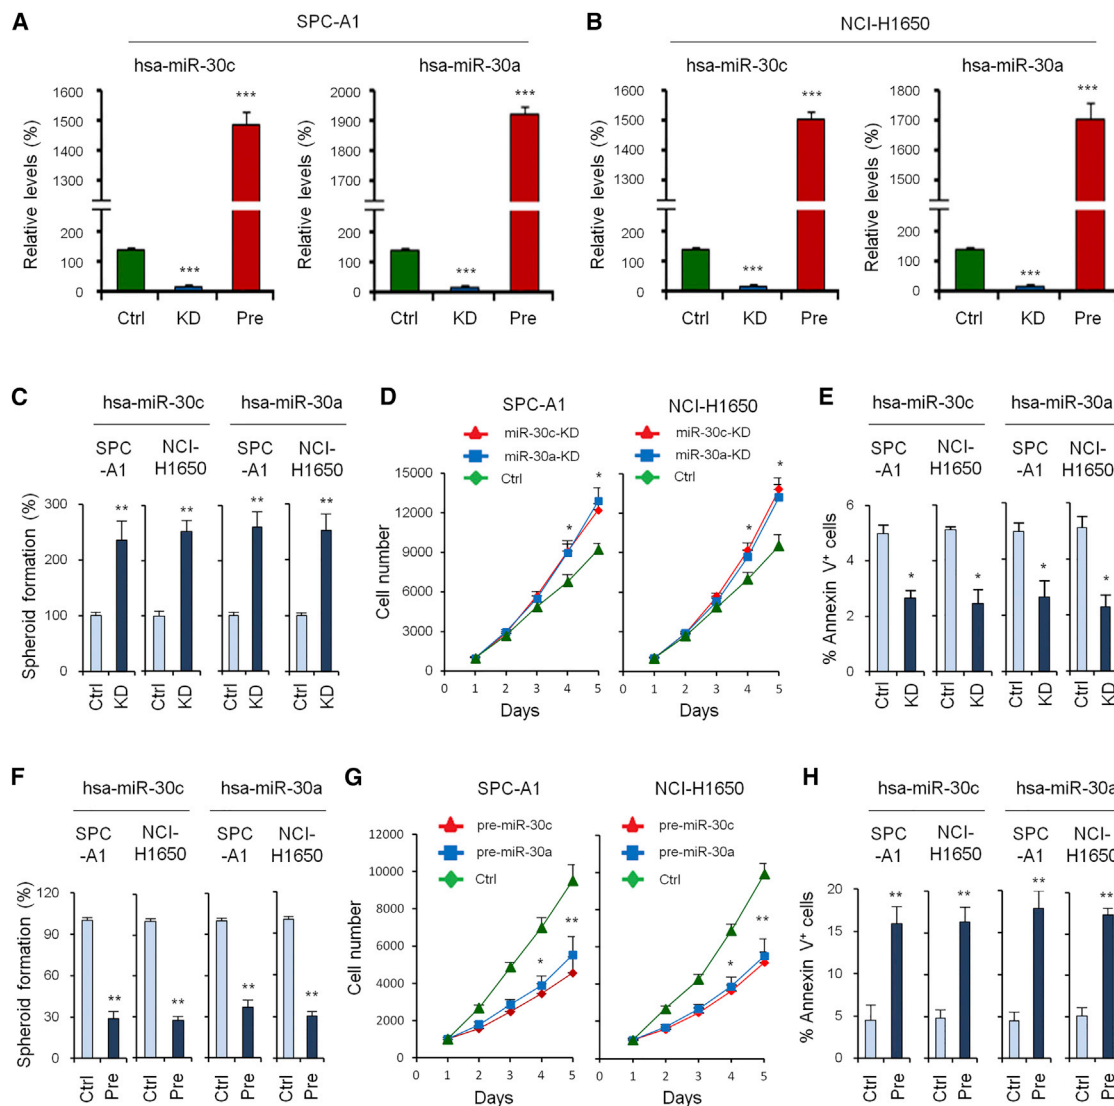 A
SPC-A1
B
NCI-H1650
hsa-miR-30c
hsa-miR-30a
hsa-miR-30c
hsa-miR-30a
Relative levels (%)
1600
1500
1400
1300
200
100
0
***
***
Ctrl KD Pre
Relative levels (%)
2000
1900
1800
1700
200
100
0
***
***
Ctrl KD Pre
Relative levels (%)
1600
1500
1400
1300
200
100
0
***
***
Ctrl KD Pre
Relative levels (%)
1800
1700
1600
1500
200
100
0
***
***
Ctrl KD Pre
C
hsa-miR-30c
hsa-miR-30a
SPC
-A1
NCI-
H1650
SPC
-A1
NCI-
H1650
Spheroid formation (%)
300
200
100
0
**
**
**
**
Ctrl KD
Ctrl KD
Ctrl KD
Ctrl KD
D
SPC-A1
NCI-H1650
miR-30c-KD
miR-30a-KD
Ctrl
miR-30c-KD
miR-30a-KD
Ctrl
Cell number
15000
12000
9000
6000
3000
0
*
*
*
*
0 1 2 3 4 5
0 1 2 3 4 5
Days
Days
E
hsa-miR-30c
hsa-miR-30a
SPC
-A1
NCI-
H1650
SPC
-A1
NCI-
H1650
% Annexin V⁺ cells
6
4
2
0
*
*
*
*
Ctrl KD
Ctrl KD
Ctrl KD
Ctrl KD
F
hsa-miR-30c
hsa-miR-30a
SPC
-A1
NCI-
H1650
SPC
-A1
NCI-
H1650
Spheroid formation (%)
120
90
60
30
0
**
**
**
**
Ctrl Pre
Ctrl Pre
Ctrl Pre
Ctrl Pre
G
SPC-A1
NCI-H1650
pre-miR-30c
pre-miR-30a
Ctrl
pre-miR-30c
pre-miR-30a
Ctrl
Cell number
12000
10000
8000
6000
4000
2000
0
*
**
*
**
0 1 2 3 4 5
0 1 2 3 4 5
Days
Days
H
hsa-miR-30c
hsa-miR-30a
SPC
-A1
NCI-
H1650
SPC
-A1
NCI-
H1650
% Annexin V⁺ cells
20
15
10
5
0
**
**
**
**
Ctrl Pre
Ctrl Pre
Ctrl Pre
Ctrl Pre